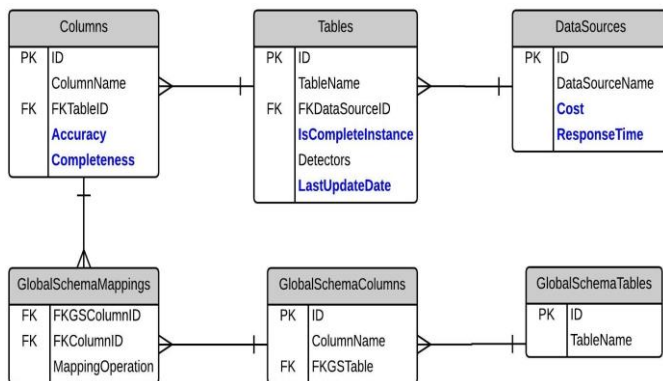 Columns
PK ID
ColumnName
FK FKTableID
Accuracy
Completeness
Tables
PK ID
TableName
FK FKDataSourceID
IsCompleteInstance
Detectors
LastUpdateDate
DataSources
PK ID
DataSourceName
Cost
ResponseTime
GlobalSchemaMappings
FK FKGSColumnID
FK FKColumnID
MappingOperation
GlobalSchemaColumns
PK ID
ColumnName
FK FKGSTable
GlobalSchemaTables
PK ID
TableName